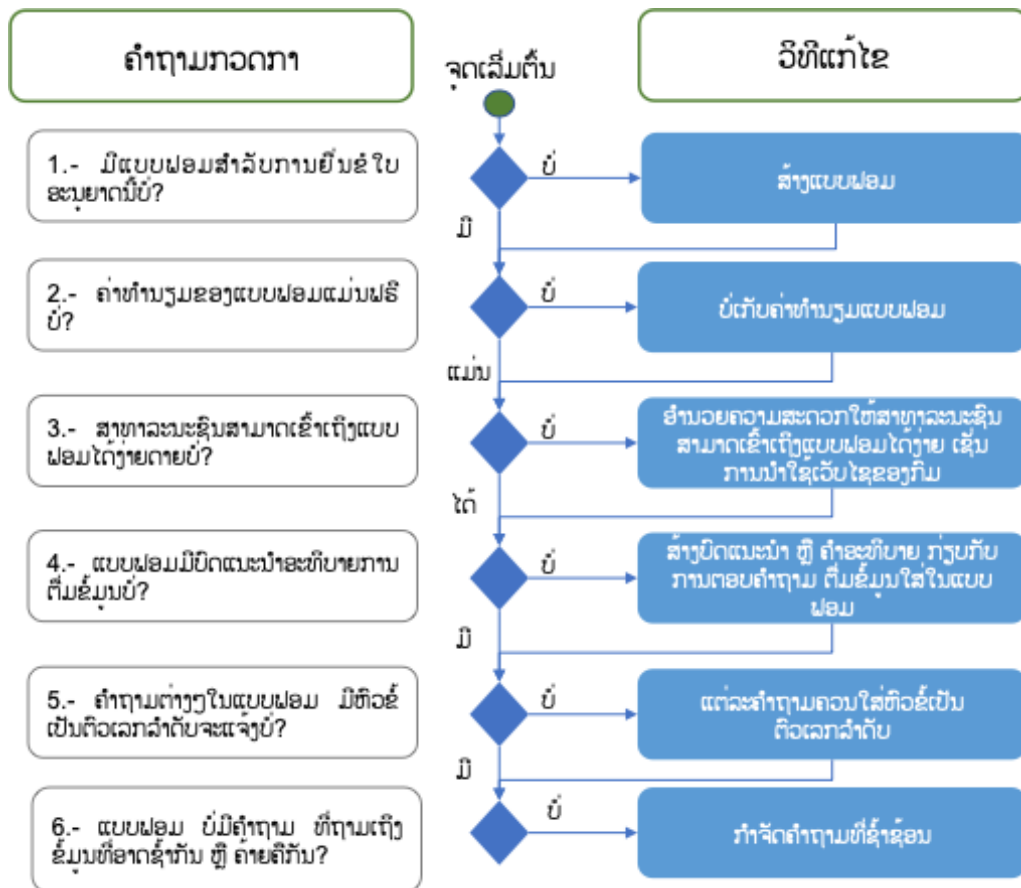 ຄຳຖາມກວດກາ
ຈຸດເລີ່ມຕົ້ນ
ວິທີແກ້ໄຂ
1.- ມີແບບຟອມສຳລັບການຍື່ນຂໍໃບ
ອະນຸຍາດນີ້ບໍ່?
ບໍ່
ສ້າງແບບຟອມ
ມີ
2.- ຄ່າທຳນຽມຂອງແບບຟອມແມ່ນຟຣີ
ບໍ່?
ບໍ່
ບໍ່ເກັບຄ່າທຳນຽມແບບຟອມ
ແມ່ນ
3.- ສາທາລະນະຊົນສາມາດເຂົ້າເຖິງແບບ
ຟອມໄດ້ງ່າຍດາຍບໍ່?
ບໍ່
ອຳນວຍຄວາມສະດວກໃຫ້ສາທາລະນະຊົນ
ສາມາດເຂົ້າເຖິງແບບຟອມໄດ້ງ່າຍ ເຊັ່ນ
ການນຳໃຊ້ເວັບໄຊຂອງກົມ
ໄດ້
4.- ແບບຟອມມີບົດແນະນຳອະທິບາຍການ
ຕື່ມຂໍ້ມູນບໍ່?
ບໍ່
ສ້າງບົດແນະນຳ ຫຼື ຄຳອະທິບາຍ ກ່ຽບກັບ
ການຕອບຄຳຖາມ ຕື່ມຂໍ້ມູນໃສ່ໃນແບບ
ຟອມ
ມີ
5.- ຄຳຖາມຕ່າງໆໃນແບບຟອມ ມີຫົວຂໍ້
ເປັນຕົວເລກລຳດັບຈະແຈ້ງບໍ່?
ບໍ່
ແຕ່ລະຄຳຖາມຄວນໃສ່ຫົວຂໍ້ເປັນ
ຕົວເລກລຳດັບ
ມີ
6.- ແບບຟອມ ບໍ່ມີຄຳຖາມ ທີ່ຖາມເຖິງ
ຂໍ້ມູນທີ່ອາດຊ້ຳກັນ ຫຼື ຄ້າຍຄືກັນ?
ບໍ່
ກຳຈັດຄຳຖາມທີ່ຊ້ຳຊ້ອນ